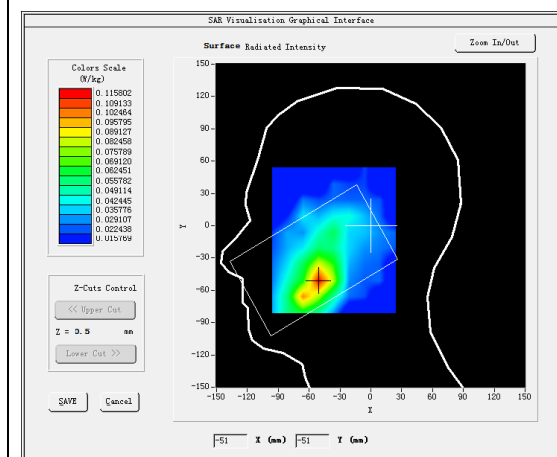 SAR Visualisation Graphical Interface
Surface Radiated Intensity
Zoom In/Out
Colors Scale
(W/kg)
0.115802
0.109133
0.102464
0.095795
0.089127
0.082458
0.075789
0.069120
0.062451
0.055782
0.049114
0.042445
0.035776
0.029107
0.022438
0.015769
Z-Cuts Control
<< Upper Cut
Z = 0.5 mm
Lower Cut >>
SAVE Cancel
150
120
90
60
30
0
-30
-60
-90
-120
-150
Y
-150 -120 -90 -60 -30 0 30 60 90 120 150
X
-51 X (mm) -51 Y (mm)